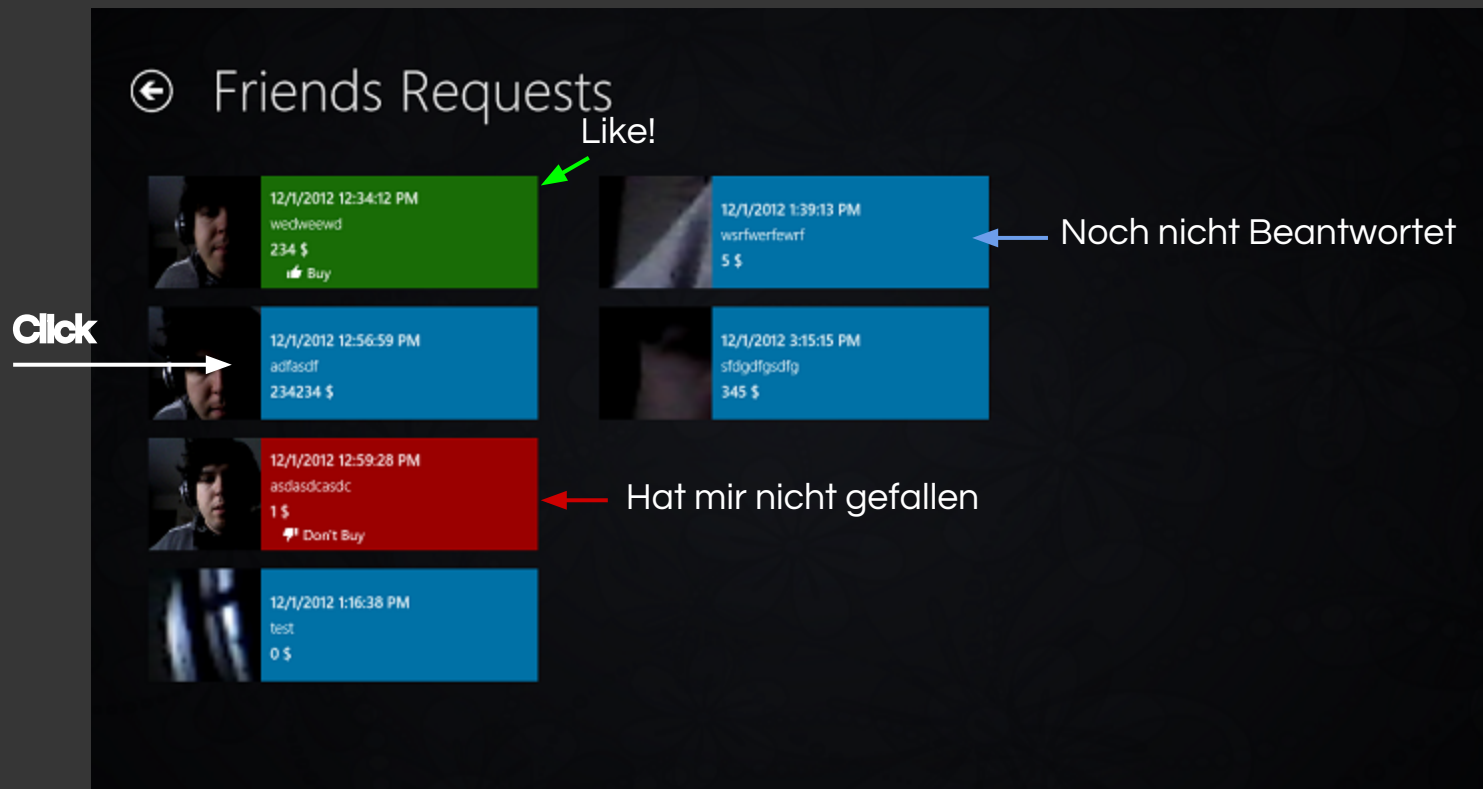 Friends Requests
Like!
12/1/2012 12:34:12 PM
wedweewd
234 $
Buy
12/1/2012 1:39:13 PM
wsrfwerfewrf
5 $
Noch nicht Beantwortet
Click
12/1/2012 12:56:59 PM
adfasdf
234234 $
12/1/2012 3:15:15 PM
sfdgdfgsdfg
345 $
12/1/2012 12:59:28 PM
asdasdcasdc
1 $
Don't Buy
Hat mir nicht gefallen
12/1/2012 1:16:38 PM
test
0 $